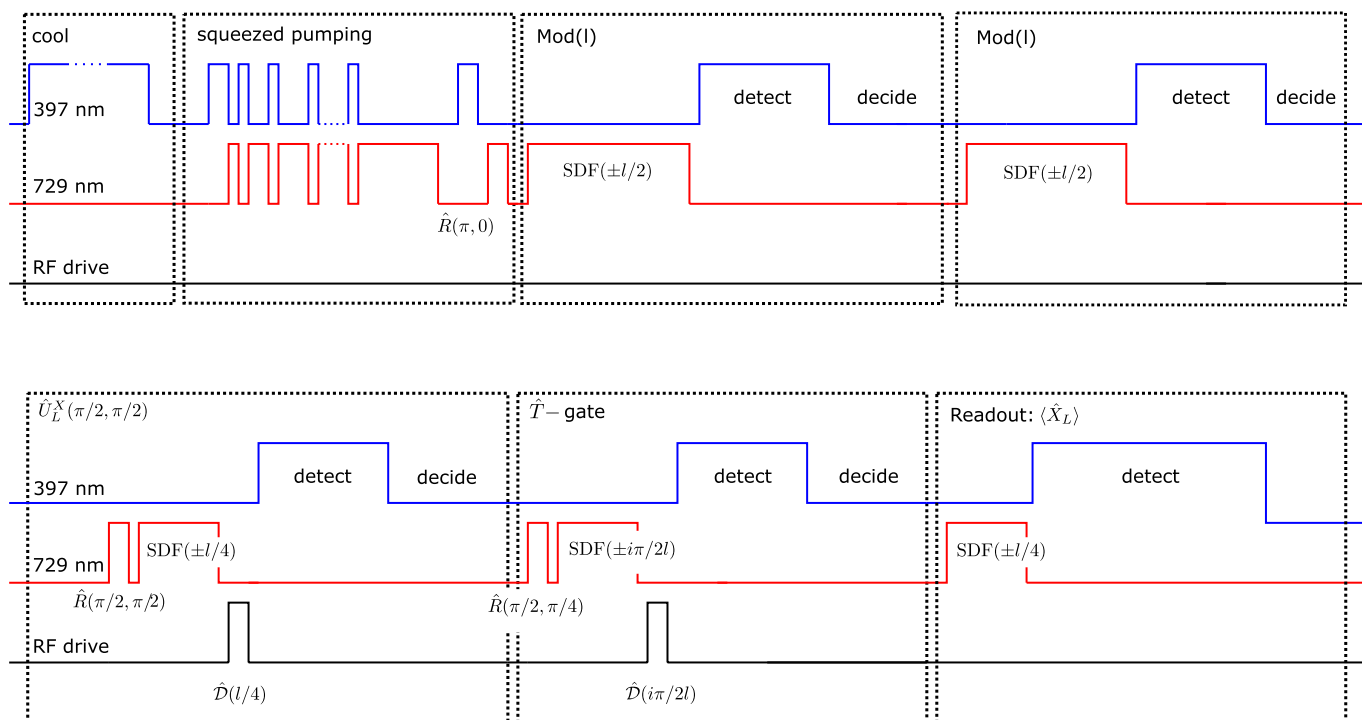 cool
squeezed pumping
Mod(l)
Mod(l)
397 nm
detect
decide
detect
decide
729 nm
SDF(±l/2)
SDF(±l/2)
R̂(π, 0)
RF drive
Û_L^X(π/2, π/2)
T̂− gate
Readout: ⟨X̂_L⟩
397 nm
detect
decide
detect
decide
detect
729 nm
SDF(±l/4)
SDF(±iπ/2l)
SDF(±l/4)
R̂(π/2, π/2)
R̂(π/2, π/4)
RF drive
𝒟̂(l/4)
𝒟̂(iπ/2l)